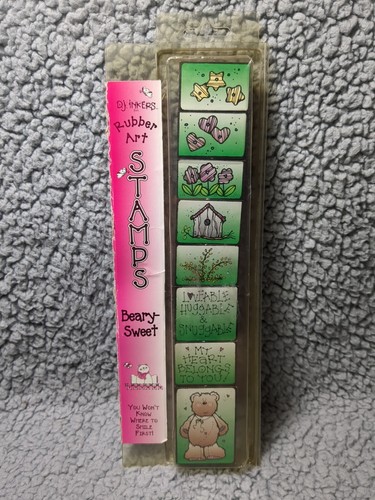 DJ INKERS
Rubber
Art
STAMPS
Beary-
Sweet
YOU WON'T
KNOW
WHERE TO
SMILE
FIRST!
LOVEABLE
HUGGABLE
&
SNUGGABLE
MY
HEART
BELONGS
TO YOU!